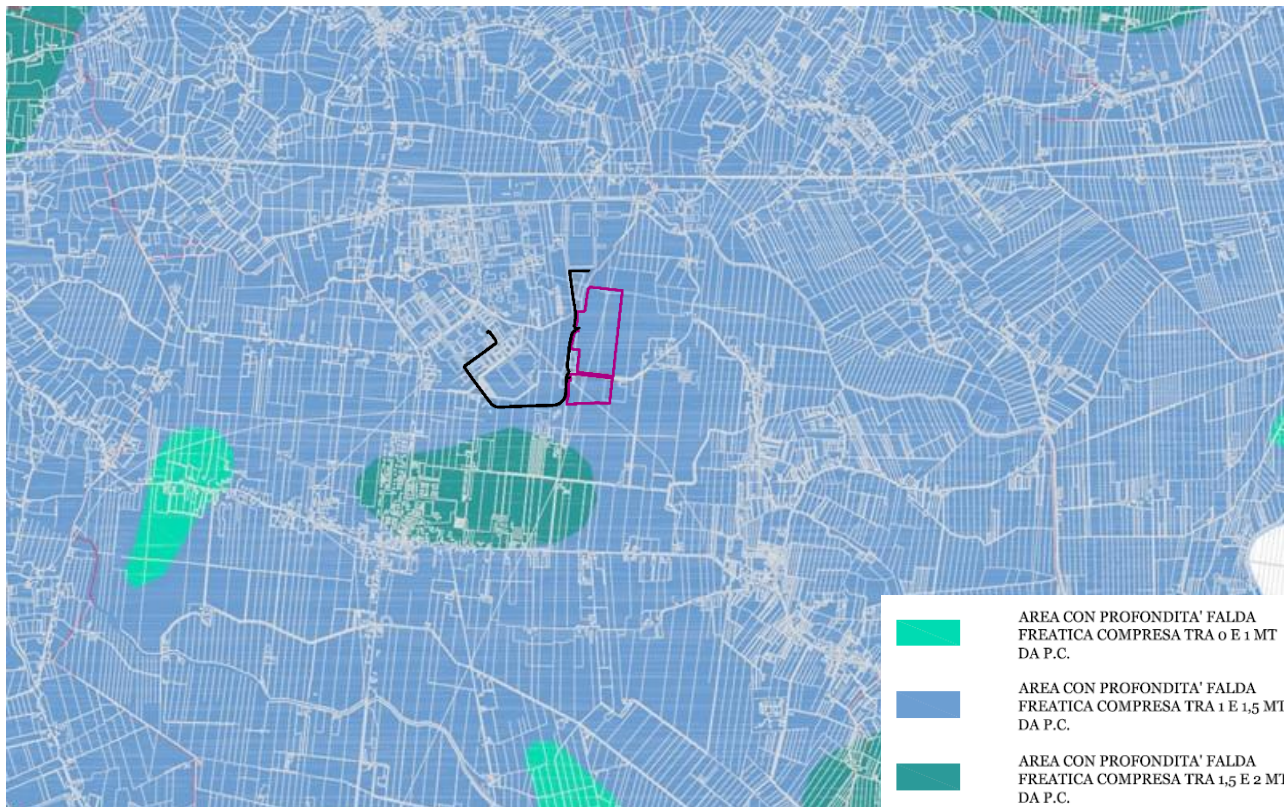 AREA CON PROFONDITA' FALDA
FREATICA COMPRESA TRA 0 E 1 MT
DA P.C.
AREA CON PROFONDITA' FALDA
FREATICA COMPRESA TRA 1 E 1,5 MT
DA P.C.
AREA CON PROFONDITA' FALDA
FREATICA COMPRESA TRA 1,5 E 2 MT
DA P.C.